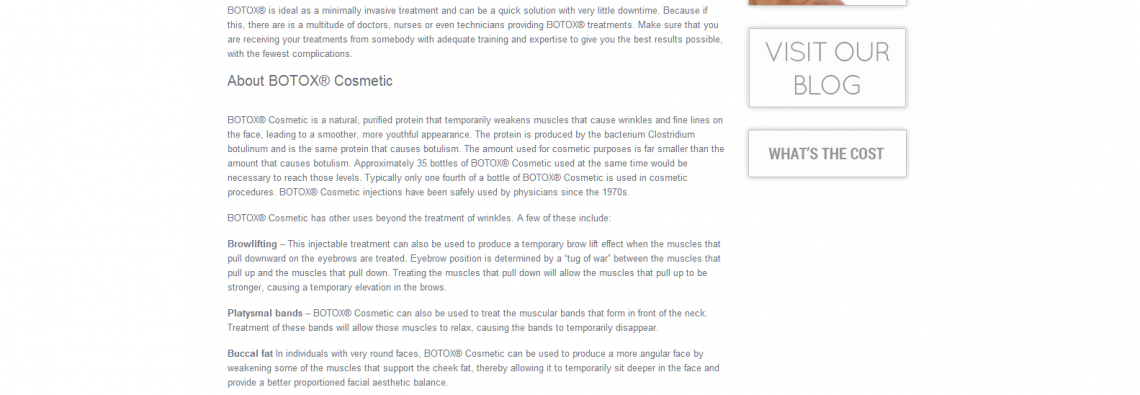 BOTOX® is ideal as a minimally invasive treatment and can be a quick solution with very little downtime. Because if
this, there are is a multitude of doctors, nurses or even technicians providing BOTOX® treatments. Make sure that you
are receiving your treatments from somebody with adequate training and expertise to give you the best results possible,
with the fewest complications.
About BOTOX® Cosmetic
BOTOX® Cosmetic is a natural, purified protein that temporarily weakens muscles that cause wrinkles and fine lines on
the face, leading to a smoother, more youthful appearance. The protein is produced by the bacterium Clostridium
botulinum and is the same protein that causes botulism. The amount used for cosmetic purposes is far smaller than the
amount that causes botulism. Approximately 35 bottles of BOTOX® Cosmetic used at the same time would be
necessary to reach those levels. Typically only one fourth of a bottle of BOTOX® Cosmetic is used in cosmetic
procedures. BOTOX® Cosmetic injections have been safely used by physicians since the 1970s.
BOTOX® Cosmetic has other uses beyond the treatment of wrinkles. A few of these include:
Browlifting – This injectable treatment can also be used to produce a temporary brow lift effect when the muscles that
pull downward on the eyebrows are treated. Eyebrow position is determined by a "tug of war" between the muscles that
pull up and the muscles that pull down. Treating the muscles that pull down will allow the muscles that pull up to be
stronger, causing a temporary elevation in the brows.
Platysmal bands – BOTOX® Cosmetic can also be used to treat the muscular bands that form in front of the neck.
Treatment of these bands will allow those muscles to relax, causing the bands to temporarily disappear.
Buccal fat In individuals with very round faces, BOTOX® Cosmetic can be used to produce a more angular face by
weakening some of the muscles that support the cheek fat, thereby allowing it to temporarily sit deeper in the face and
provide a better proportioned facial aesthetic balance.
VISIT OUR
BLOG
WHAT'S THE COST